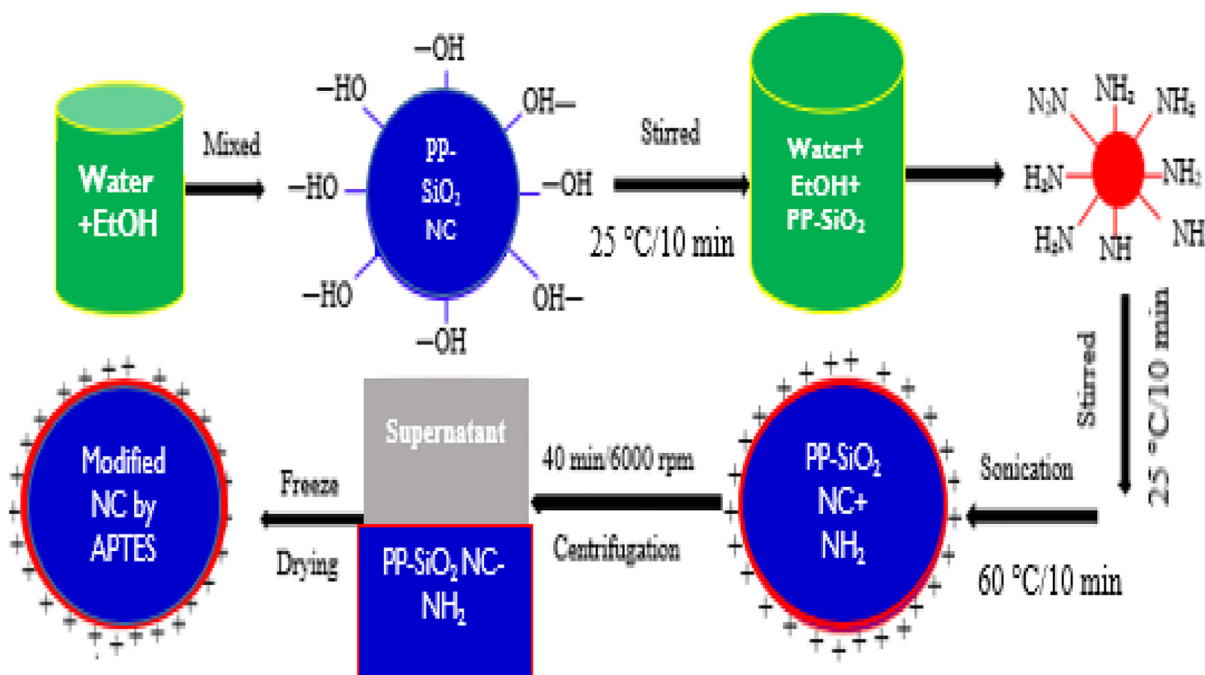 Water
+EtOH
Mixed
—OH
—HO
OH—
—HO
—OH
—HO
OH—
—OH
PP-
SiO₂
NC
Stirred
25 °C/10 min
Water+
EtOH+
PP-SiO₂
N₂N
NH₂
NH₂
H₂N
NH₂
H₂N
NH
NH
Stirred
25 °C/10 min
Sonication
60 °C/10 min
PP-SiO₂
NC+
NH₂
40 min/6000 rpm
Centrifugation
Supernatant
PP-SiO₂ NC-
NH₂
Freeze
Drying
Modified
NC by
APTES